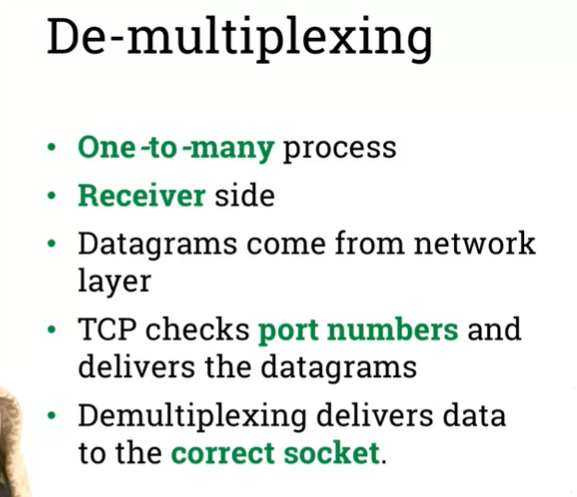 De-multiplexing
• One-to-many process
• Receiver side
• Datagrams come from network
layer
• TCP checks port numbers and
delivers the datagrams
• Demultiplexing delivers data
to the correct socket.